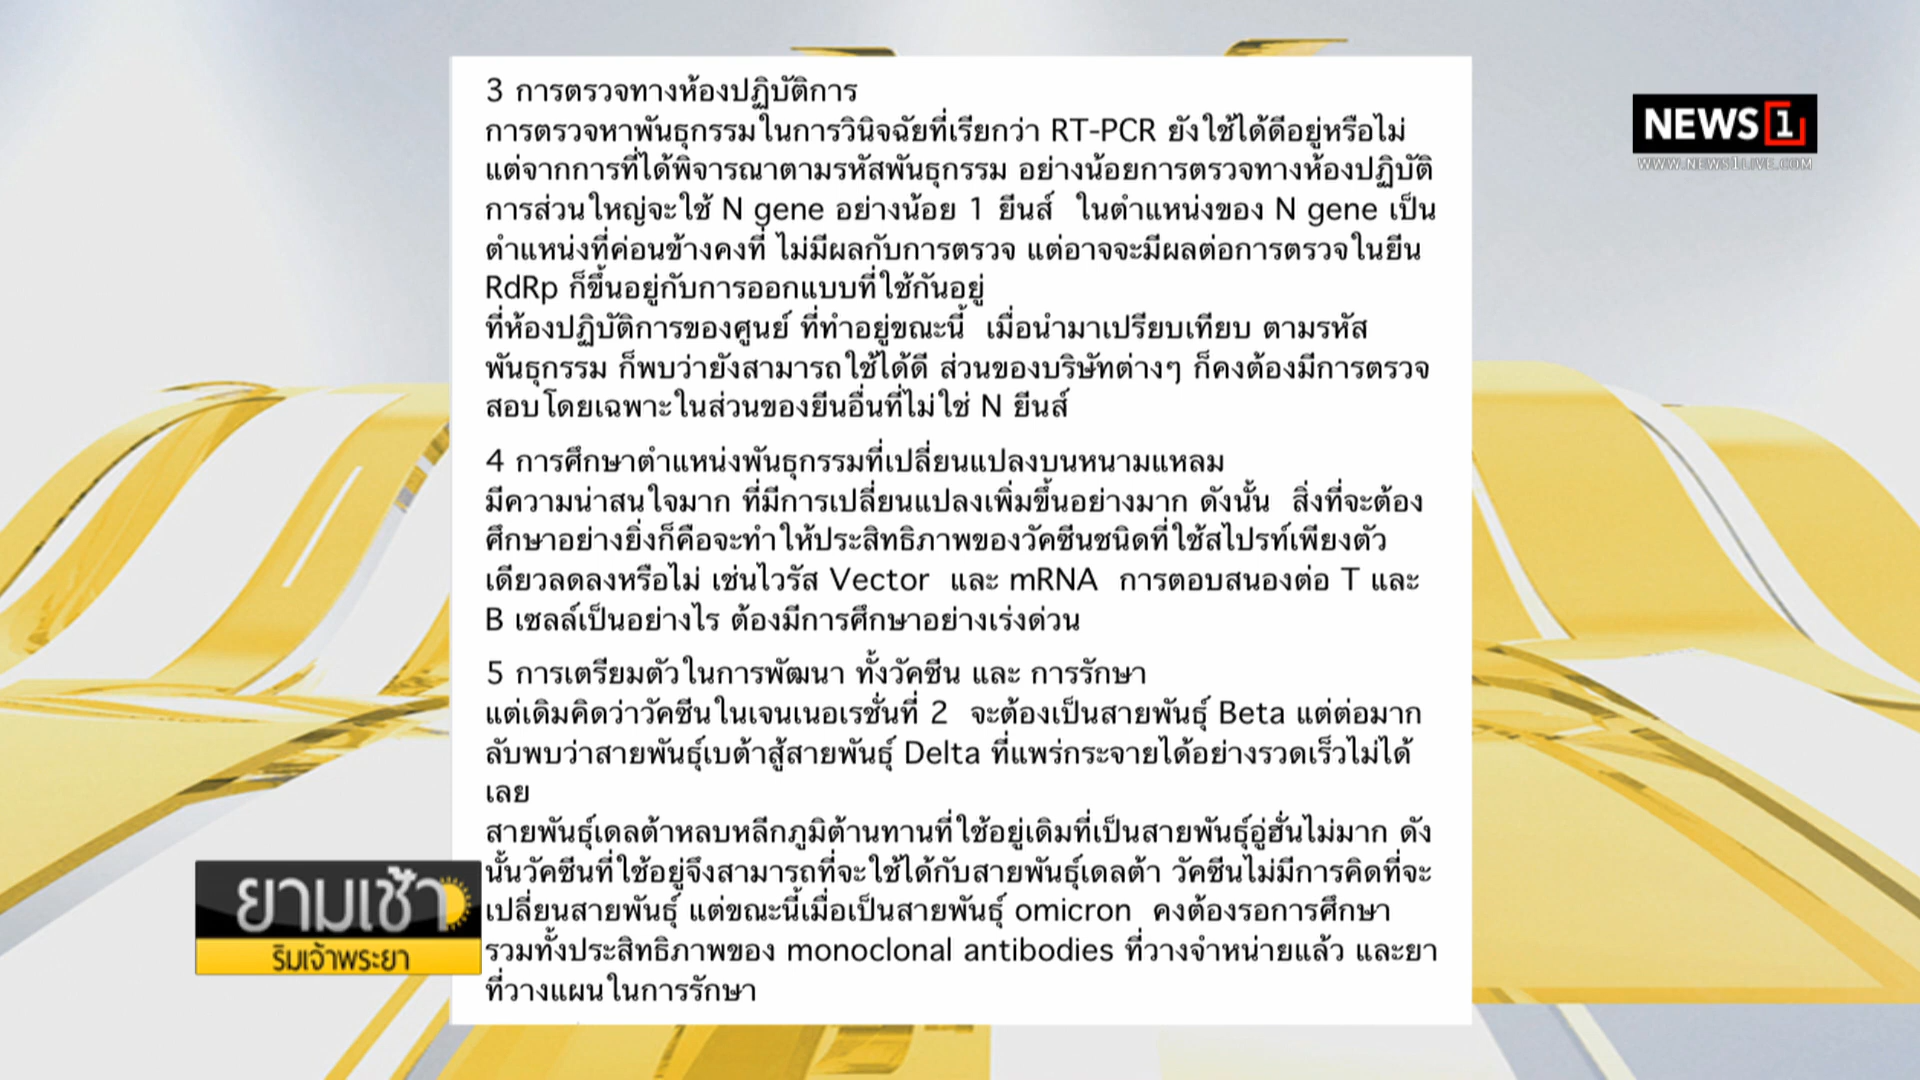 3 การตรวจทางห้องปฏิบัติการ
การตรวจหาพันธุกรรมในการวินิจฉัยที่เรียกว่า RT-PCR ยังใช้ได้ดีอยู่หรือไม่
แต่จากการที่ได้พิจารณาตามรหัสพันธุกรรม อย่างน้อยการตรวจทางห้องปฏิบัติ
การส่วนใหญ่จะใช้ N gene อย่างน้อย 1 ยีนส์ ในตำแหน่งของ N gene เป็น
ตำแหน่งที่ค่อนข้างคงที่ ไม่มีผลกับการตรวจ แต่อาจจะมีผลต่อการตรวจในยีน
RdRp ก็ขึ้นอยู่กับการออกแบบที่ใช้กันอยู่
ที่ห้องปฏิบัติการของศูนย์ ที่ทำอยู่ขณะนี้ เมื่อนำมาเปรียบเทียบ ตามรหัส
พันธุกรรม ก็พบว่ายังสามารถใช้ได้ดี ส่วนของบริษัทต่างๆ ก็คงต้องมีการตรวจ
สอบโดยเฉพาะในส่วนของยีนอื่นที่ไม่ใช่ N ยีนส์
4 การศึกษาตำแหน่งพันธุกรรมที่เปลี่ยนแปลงบนหนามแหลม
มีความน่าสนใจมาก ที่มีการเปลี่ยนแปลงเพิ่มขึ้นอย่างมาก ดังนั้น สิ่งที่จะต้อง
ศึกษาอย่างยิ่งก็คือจะทำให้ประสิทธิภาพของวัคซีนชนิดที่ใช้สไปรท์เพียงตัว
เดียวลดลงหรือไม่ เช่นไวรัส Vector และ mRNA การตอบสนองต่อ T และ
B เซลล์เป็นอย่างไร ต้องมีการศึกษาอย่างเร่งด่วน
5 การเตรียมตัวในการพัฒนา ทั้งวัคซีน และ การรักษา
แต่เดิมคิดว่าวัคซีนในเจนเนอเรชั่นที่ 2 จะต้องเป็นสายพันธุ์ Beta แต่ต่อมาก
ลับพบว่าสายพันธุ์เบต้าสู้สายพันธุ์ Delta ที่แพร่กระจายได้อย่างรวดเร็วไม่ได้
เลย
สายพันธุ์เดลต้าหลบหลีกภูมิต้านทานที่ใช้อยู่เดิมที่เป็นสายพันธุ์อู่ฮั่นไม่มาก ดัง
นั้นวัคซีนที่ใช้อยู่จึงสามารถที่จะใช้ได้กับสายพันธุ์เดลต้า วัคซีนไม่มีการคิดที่จะ
เปลี่ยนสายพันธุ์ แต่ขณะนี้เมื่อเป็นสายพันธุ์ omicron คงต้องรอการศึกษา
รวมทั้งประสิทธิภาพของ monoclonal antibodies ที่วางจำหน่ายแล้ว และยา
ที่วางแผนในการรักษา
NEWS 1
WWW.NEWS1LIVE.COM
ยามเช้า
ริมเจ้าพระยา